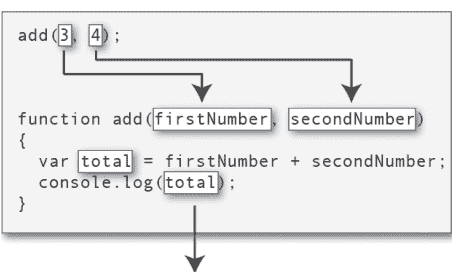 add(3, 4);
function add(firstNumber, secondNumber)
{
var total = firstNumber + secondNumber;
console.log(total);
}